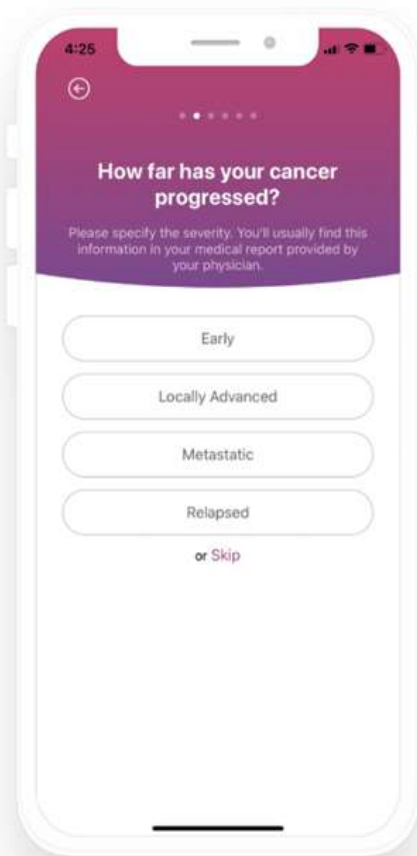 4:25
How far has your cancer
progressed?
Please specify the severity. You'll usually find this
information in your medical report provided by
your physician.
Early
Locally Advanced
Metastatic
Relapsed
or Skip